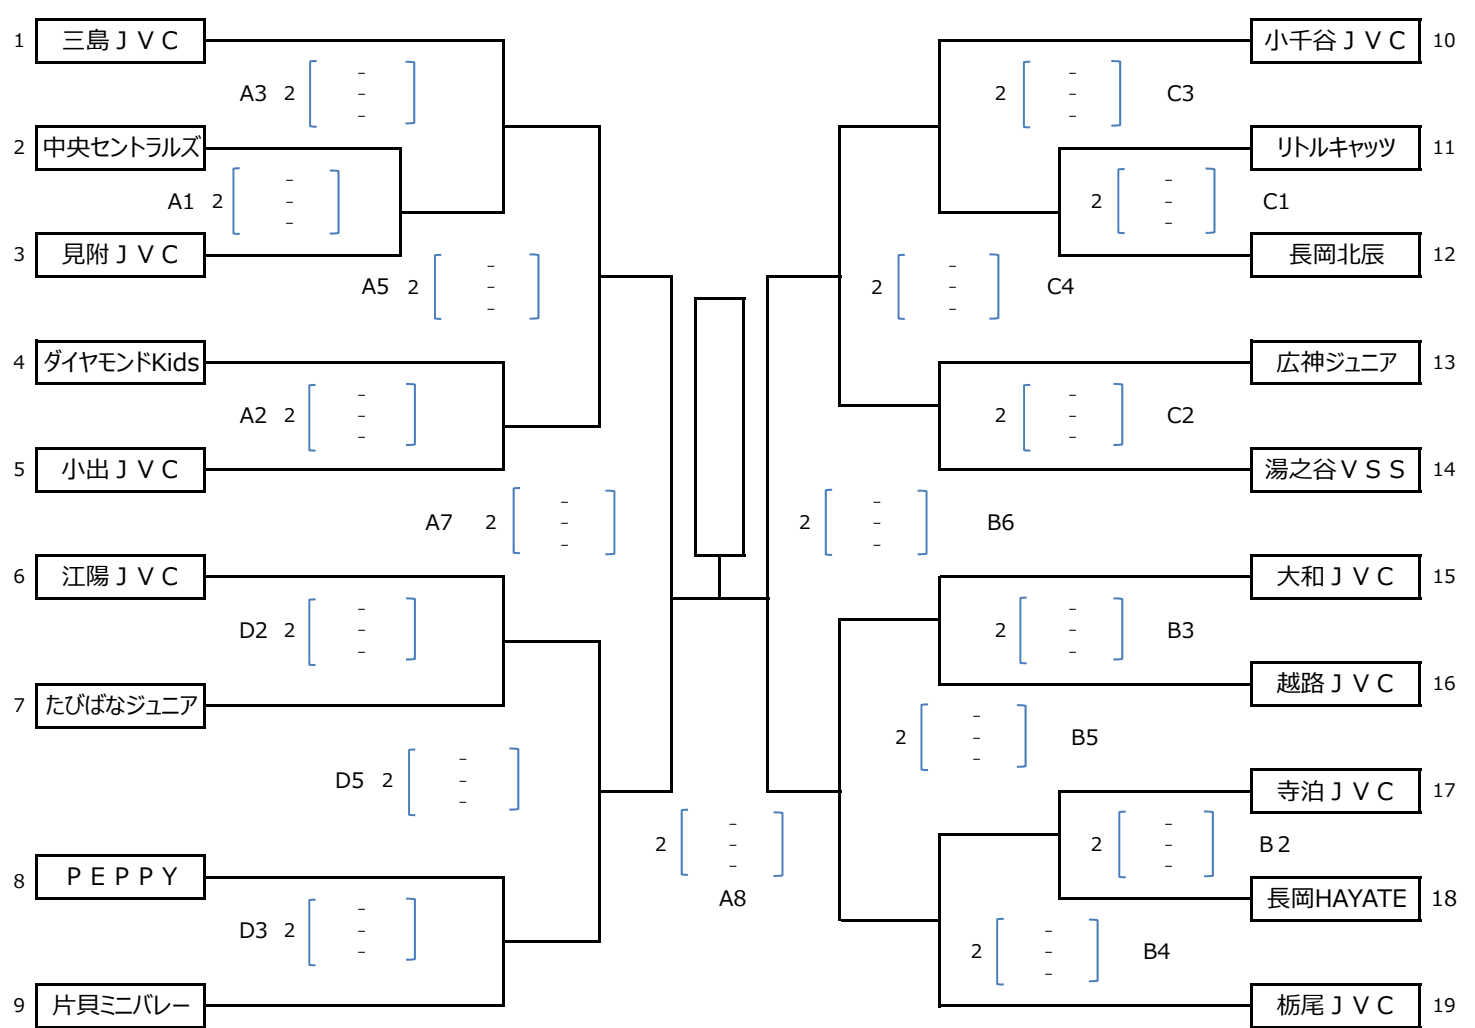 1 三島ＪＶＣ
A3 2 - - -
2 中央セントラルズ
A1 2 - - -
3 見附ＪＶＣ
A5 2 - - -
4 ダイヤモンドKids
A2 2 - - -
5 小出ＪＶＣ
A7 2 - - -
6 江陽ＪＶＣ
D2 2 - - -
7 たびばなジュニア
D5 2 - - -
8 ＰＥＰＰＹ
D3 2 - - -
9 片貝ミニバレー
2 - - -
A8
小千谷ＪＶＣ 10
2 - - - C3
リトルキャッツ 11
2 - - - C1
長岡北辰 12
2 - - - C4
広神ジュニア 13
2 - - - C2
湯之谷ＶＳＳ 14
2 - - - B6
大和ＪＶＣ 15
2 - - - B3
越路ＪＶＣ 16
2 - - - B5
寺泊ＪＶＣ 17
2 - - - B２
長岡HAYATE 18
2 - - - B4
栃尾ＪＶＣ 19